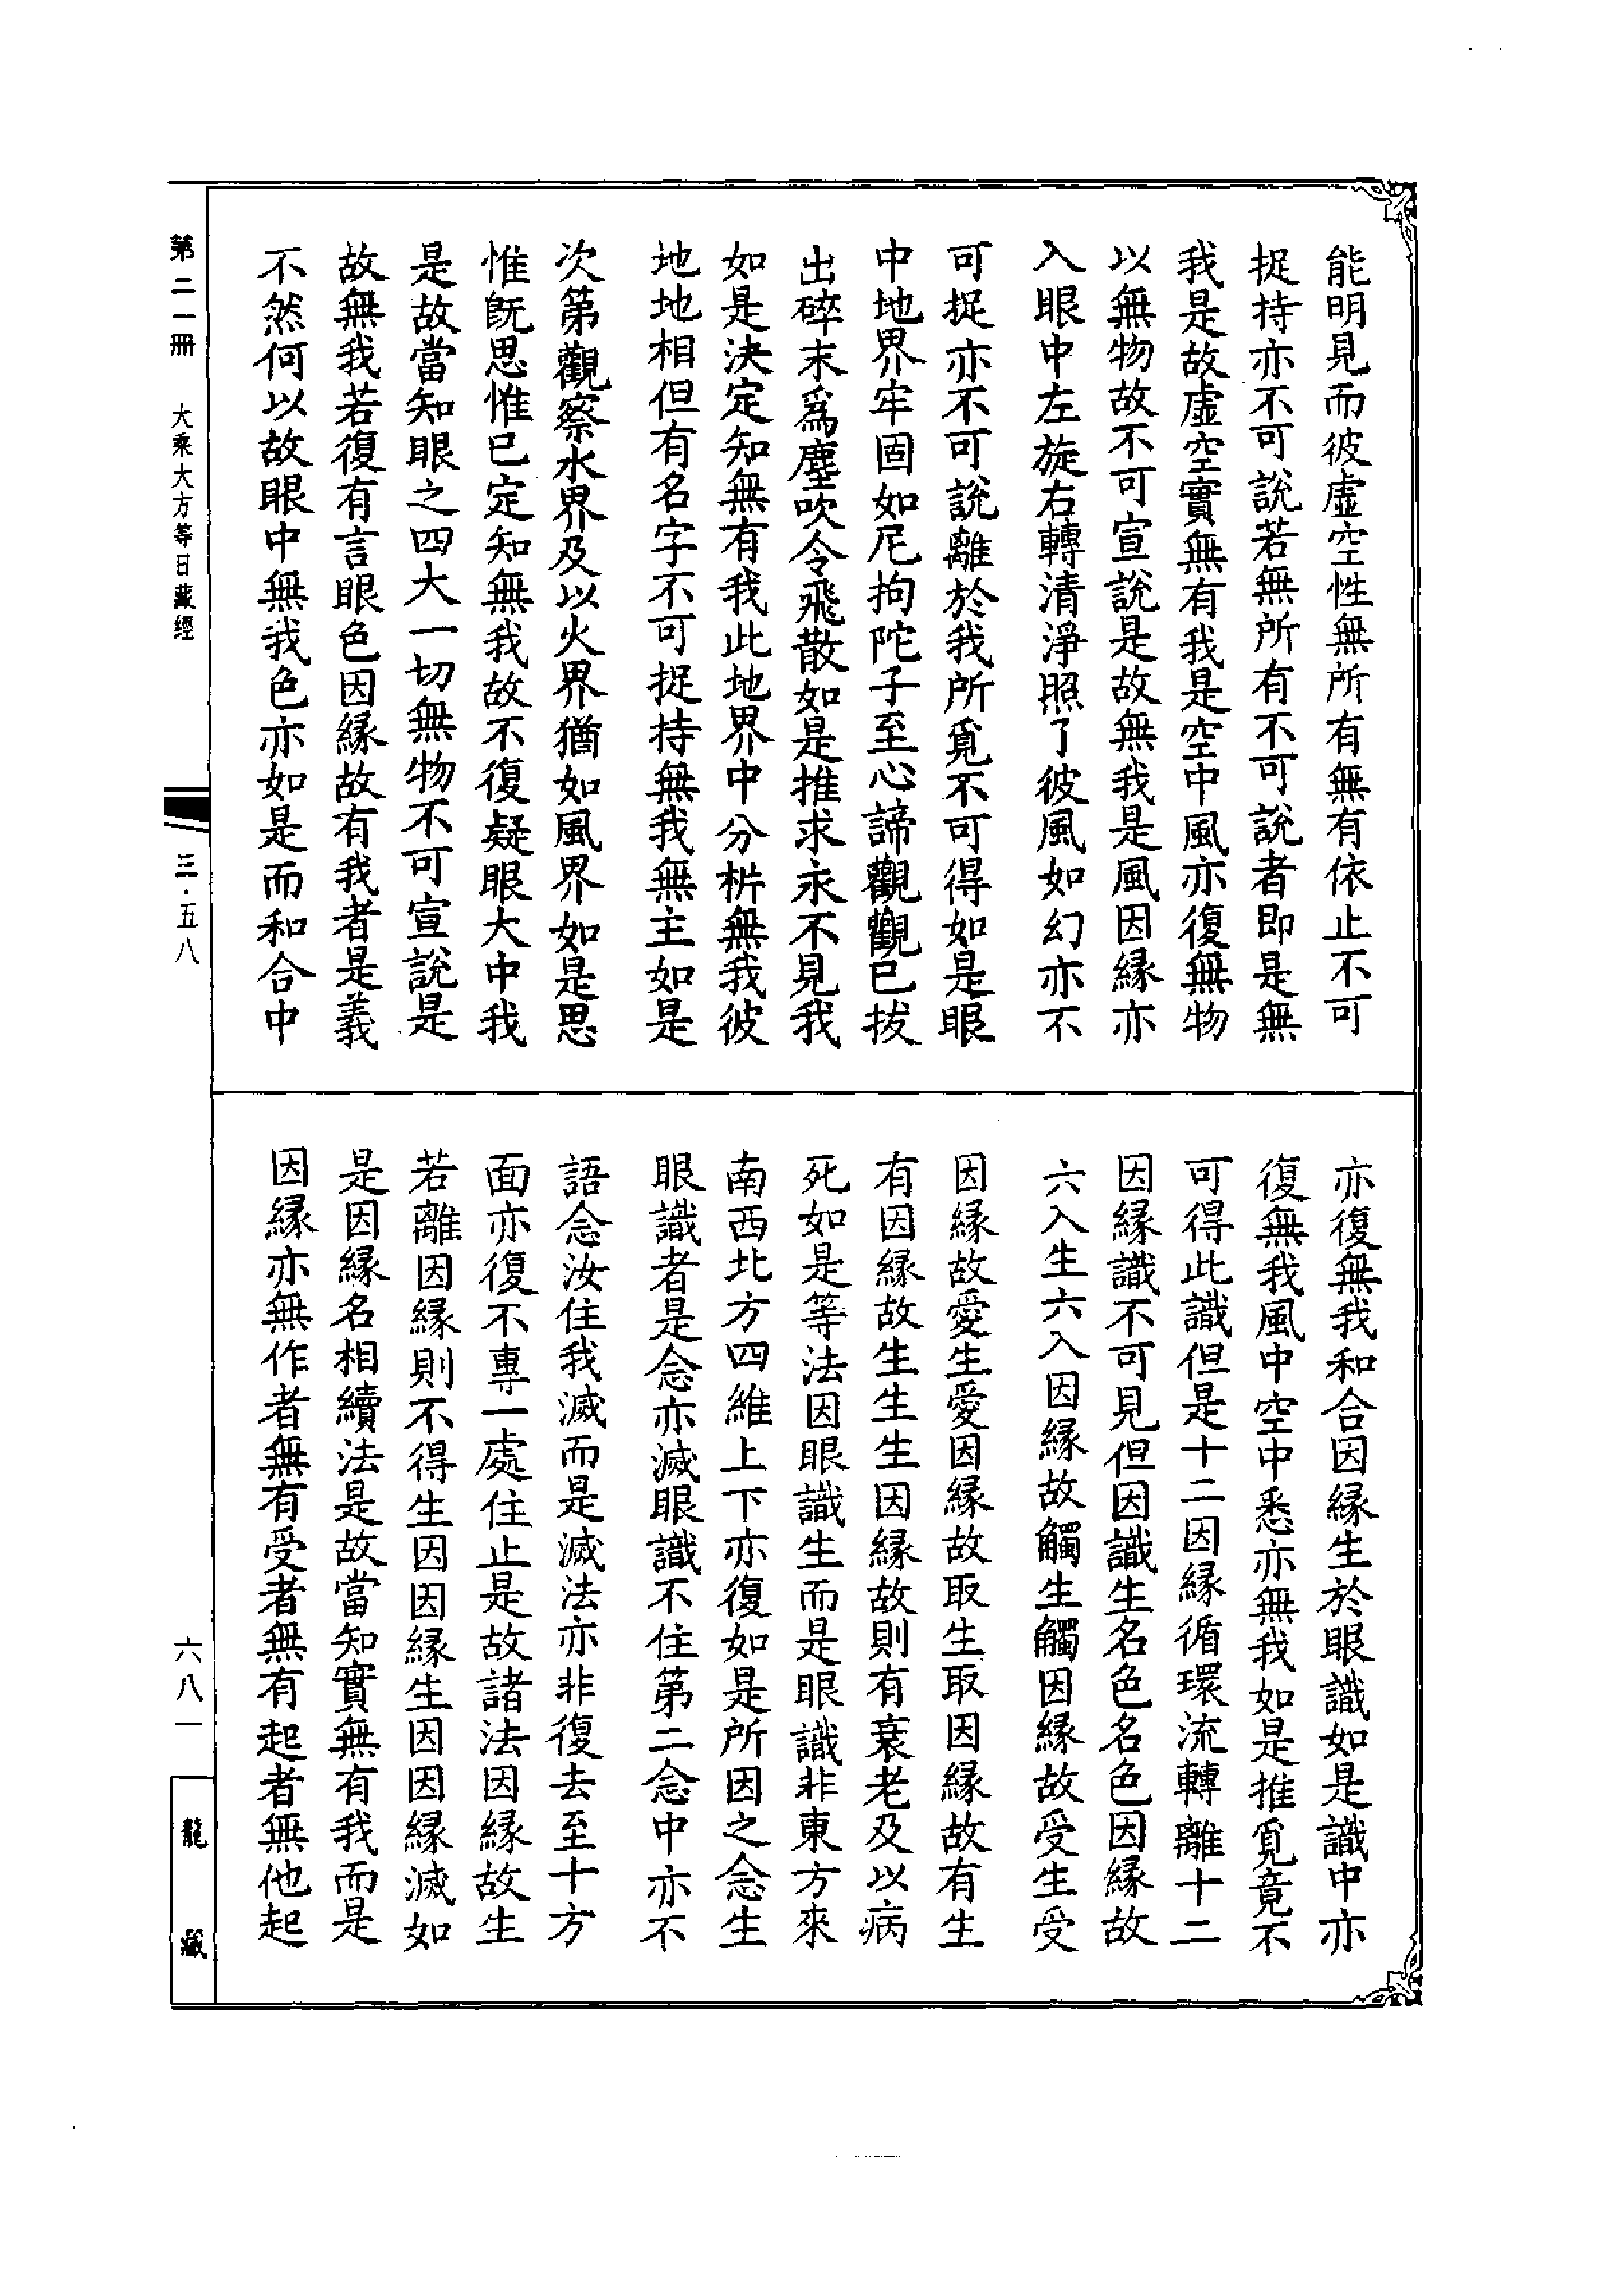 能明見而彼虛空性無所有無有依止不可
捉持亦不可說若無所有不可說者即是無
我是故虛空實無有我是空中風亦復無物
以無物故不可宣說是故無我是風因緣亦
入眼中左旋右轉清淨照了彼風如幻亦不
可捉亦不可說離於我所覓不可得如是眼
中地界牢固如尼拘陀子至心諦觀觀已拔
出碎末爲塵吹令飛散如是推求永不見我
如是決定知無有我此地界中分析無我彼
地地相但有名字不可捉持無我無主如是
次第觀察水界及以火界猶如風界如是思
惟旣思惟已定知無我故不復疑眼大中我
是故當知眼之四大一切無物不可宣說是
故無我若復有言眼色因緣故有我者是義
不然何以故眼中無我色亦如是而和合中
亦復無我和合因緣生於眼識如是識中亦
復無我風中空中悉亦無我如是推覓竟不
可得此識但是十二因緣循環流轉離十二
因緣識不可見但因識生名色名色因緣故
六入生六入因緣故觸生觸因緣故受生受
因緣故愛生愛因緣故取生取因緣故有生
有因緣故生生生因緣故則有衰老及以病
死如是等法因眼識生而是眼識非東方來
南西北方四維上下亦復如是所因之念生
眼識者是念亦滅眼識不住第二念中亦不
語念汝住我滅而是滅法亦非復去至十方
面亦復不專一處住止是故諸法因緣故生
若離因緣則不得生因因緣生因因緣滅如
是因緣名相續法是故當知實無有我而是
因緣亦無作者無有受者無有起者無他起
第二一冊 大乘大方等日藏經
三·五八
六八一
龍藏